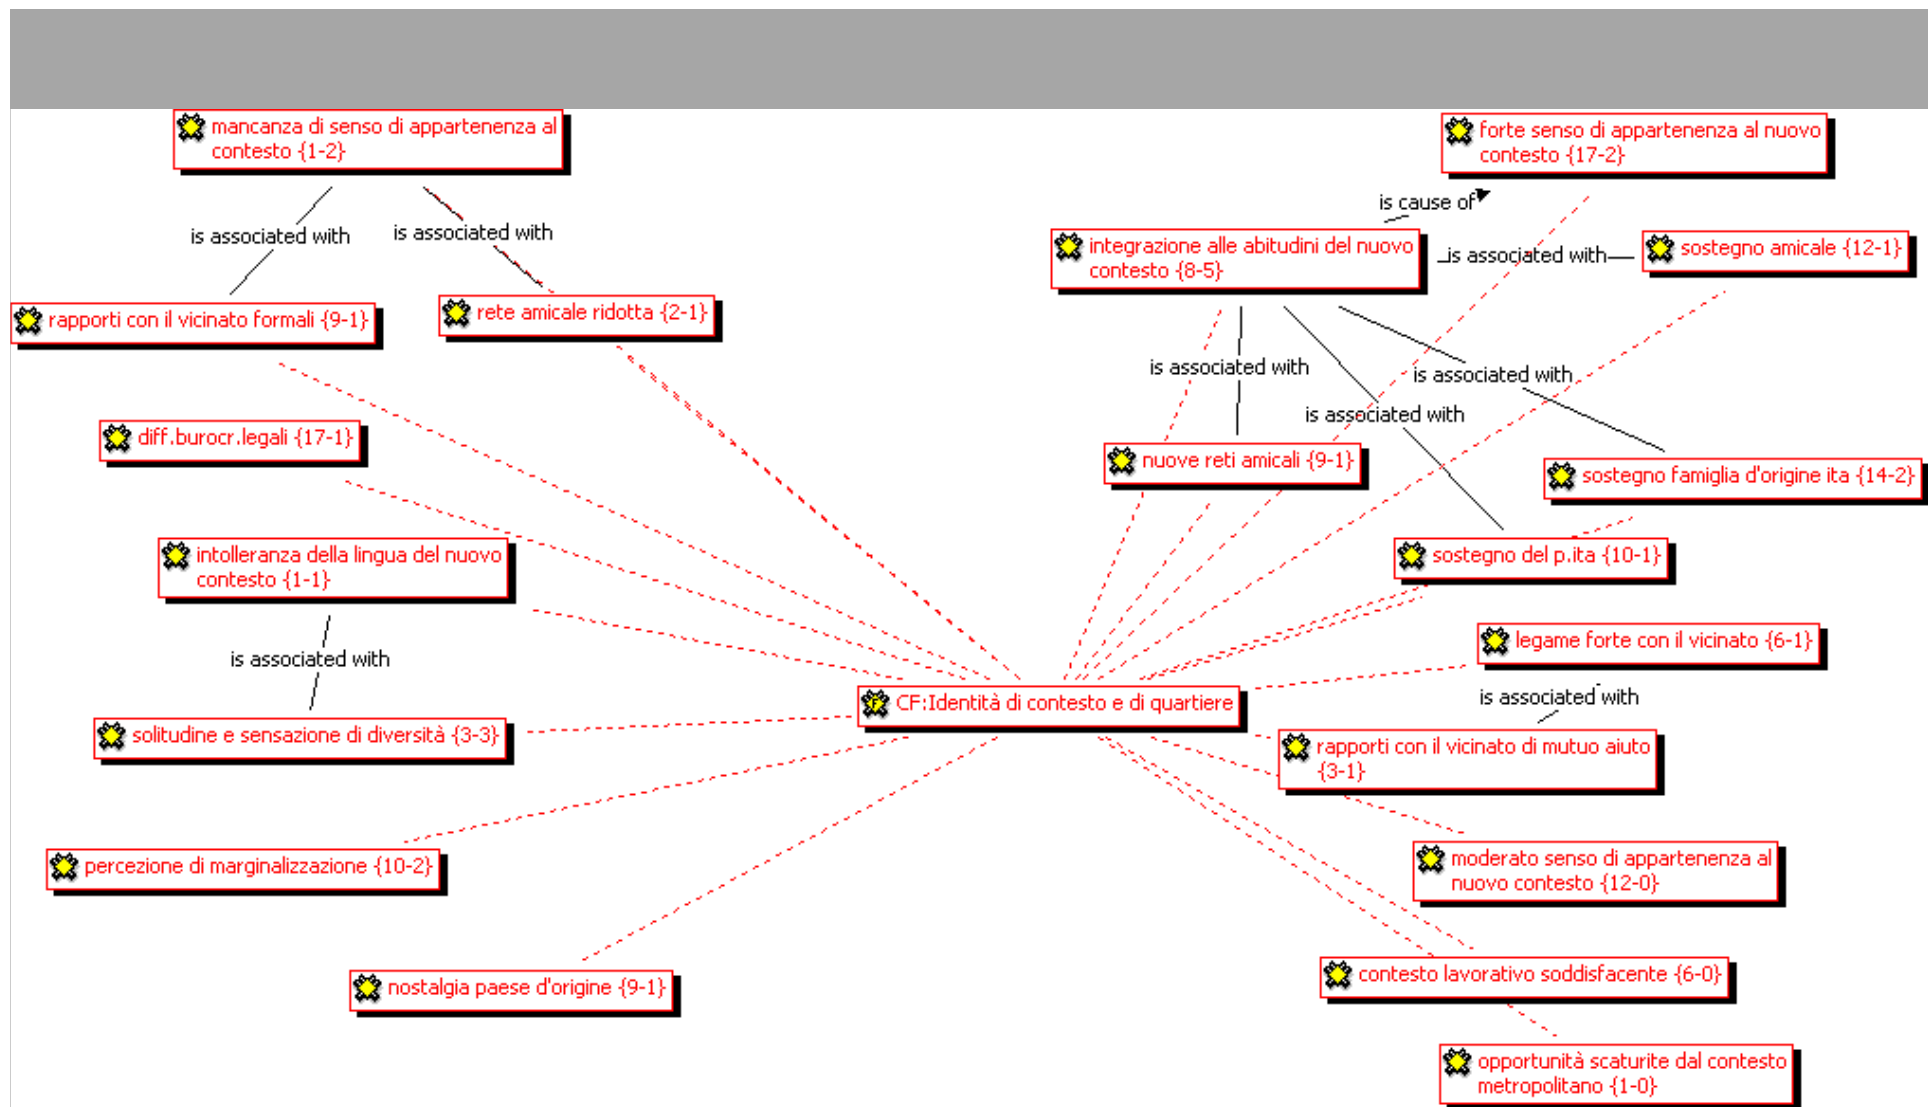 mancanza di senso di appartenenza al
contesto {1-2}
forte senso di appartenenza al nuovo
contesto {17-2}
is cause of
is associated with
is associated with
integrazione alle abitudini del nuovo
contesto {8-5}
is associated with
sostegno amicale {12-1}
rapporti con il vicinato formali {9-1}
rete amicale ridotta {2-1}
is associated with
is associated with
is associated with
diff.burocr.legali {17-1}
nuove reti amicali {9-1}
sostegno famiglia d'origine ita {14-2}
intolleranza della lingua del nuovo
contesto {1-1}
sostegno del p.ita {10-1}
is associated with
legame forte con il vicinato {6-1}
is associated with
CF:Identità di contesto e di quartiere
solitudine e sensazione di diversità {3-3}
rapporti con il vicinato di mutuo aiuto
{3-1}
percezione di marginalizzazione {10-2}
moderato senso di appartenenza al
nuovo contesto {12-0}
nostalgia paese d'origine {9-1}
contesto lavorativo soddisfacente {6-0}
opportunità scaturite dal contesto
metropolitano {1-0}